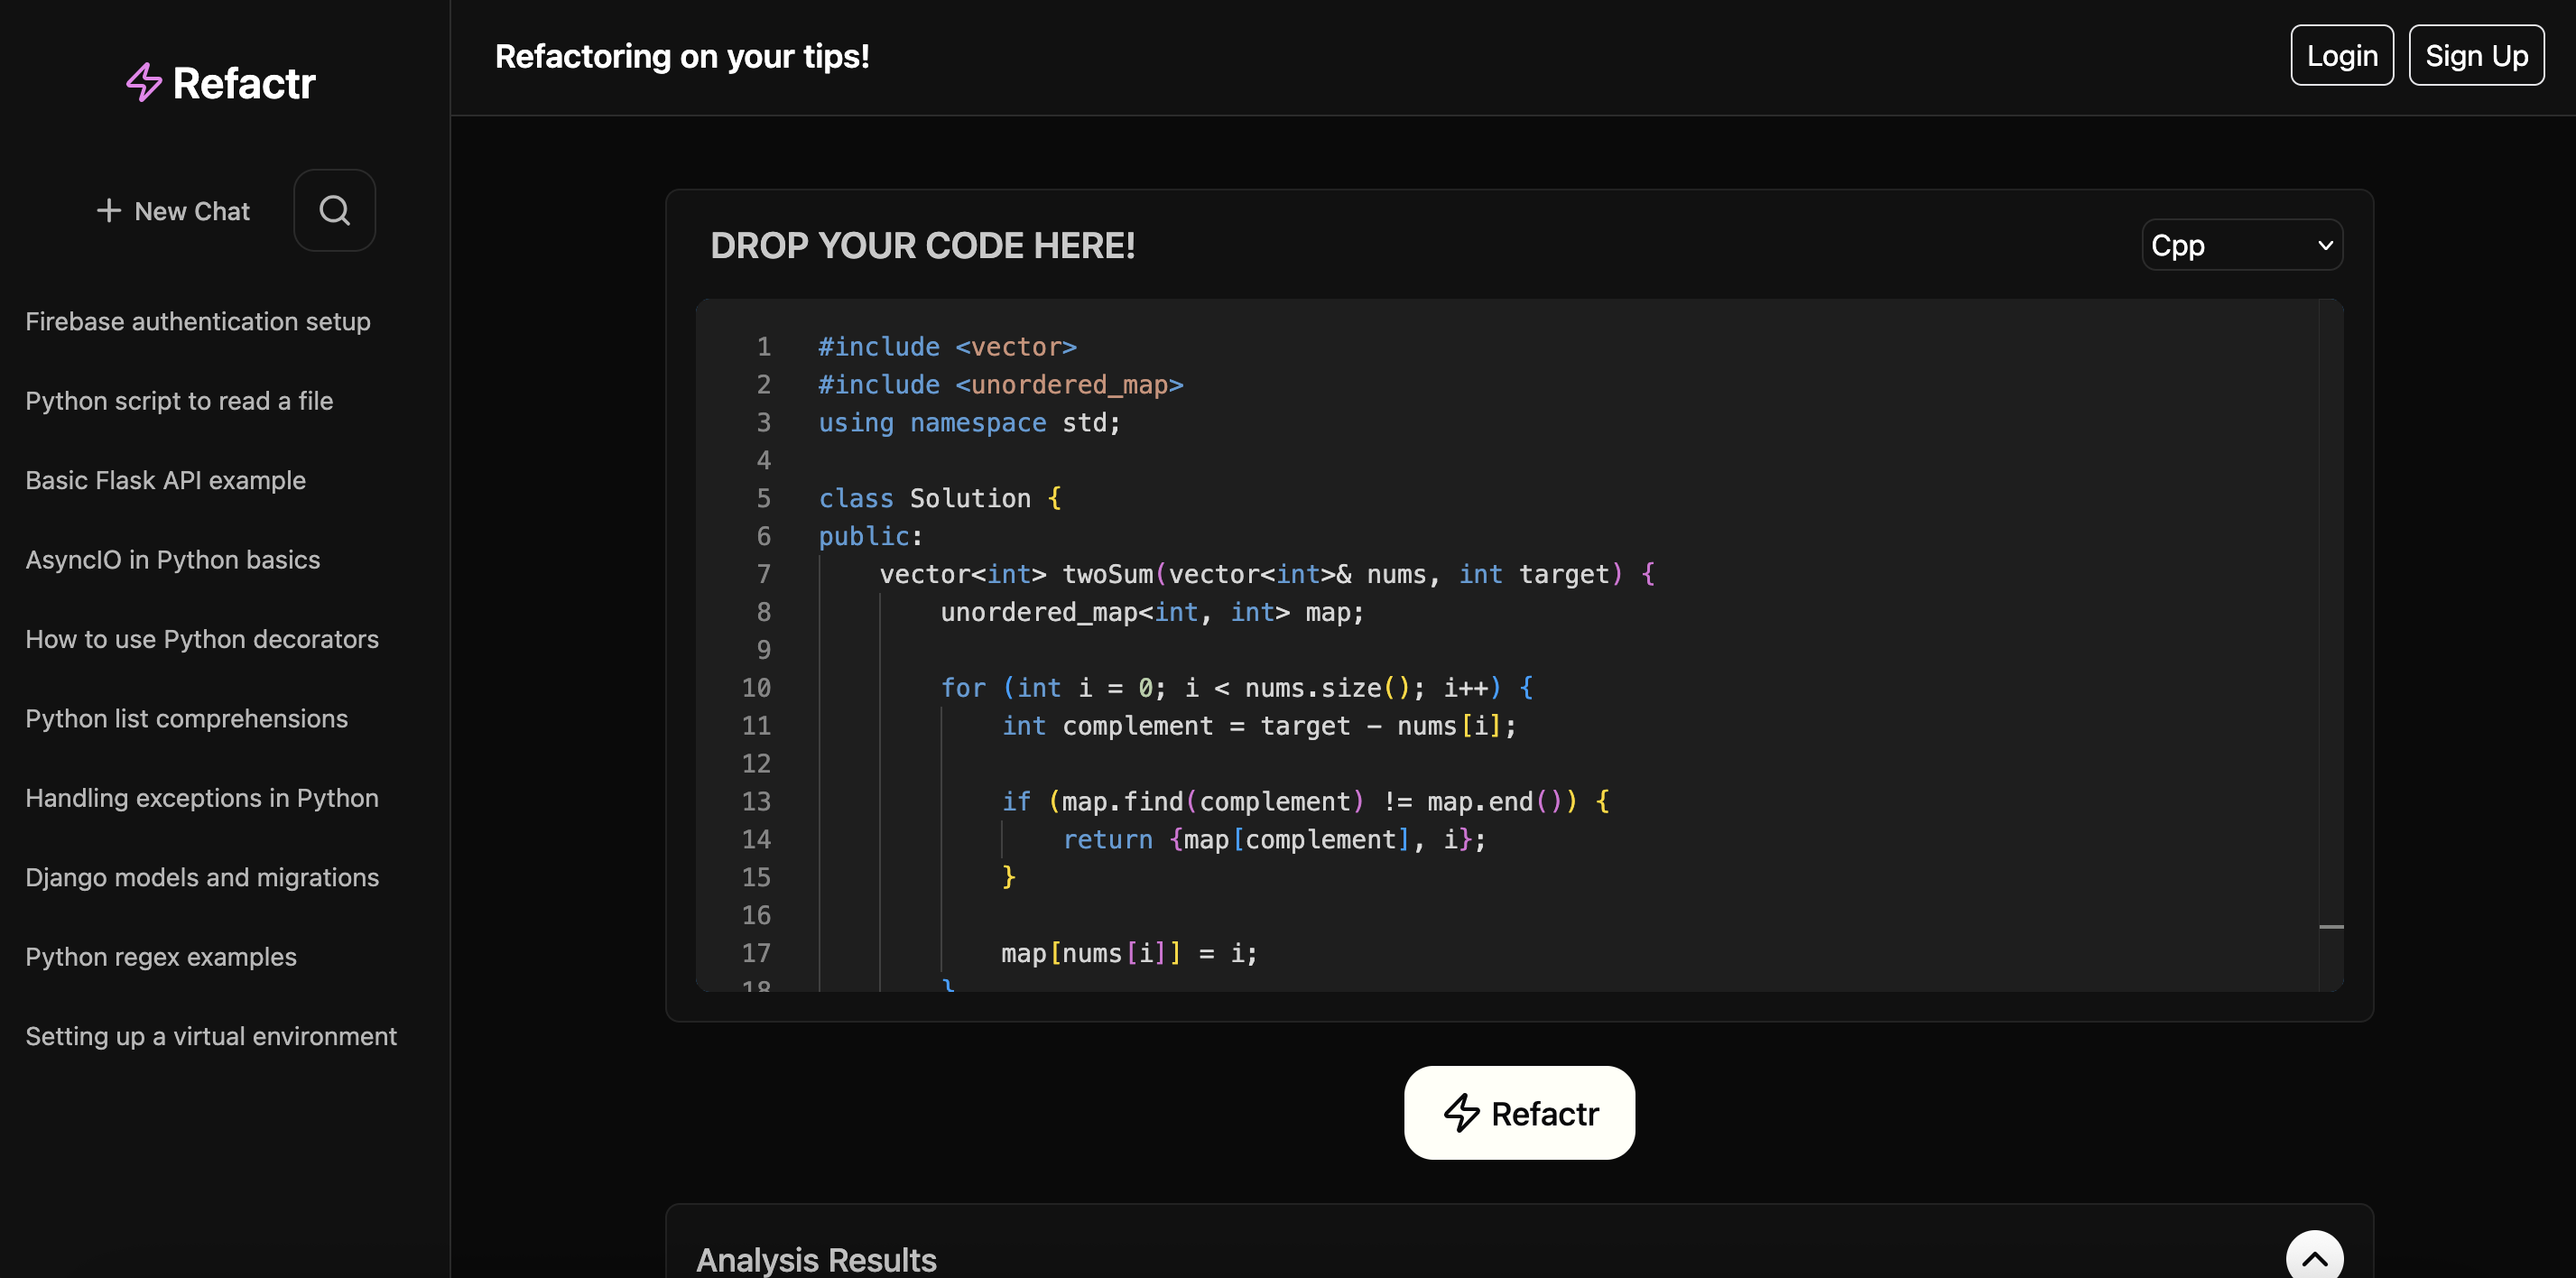 Refactr
New Chat
Firebase authentication setup
Python script to read a file
Basic Flask API example
AsyncIO in Python basics
How to use Python decorators
Python list comprehensions
Handling exceptions in Python
Django models and migrations
Python regex examples
Setting up a virtual environment
Refactoring on your tips!
Login
Sign Up
DROP YOUR CODE HERE!
Cpp
1 #include <vector>
2 #include <unordered_map>
3 using namespace std;
4
5 class Solution {
6 public:
7     vector<int> twoSum(vector<int>& nums, int target) {
8         unordered_map<int, int> map;
9
10         for (int i = 0; i < nums.size(); i++) {
11             int complement = target - nums[i];
12
13             if (map.find(complement) != map.end()) {
14                 return {map[complement], i};
15             }
16
17             map[nums[i]] = i;
18         }
Refactr
Analysis Results